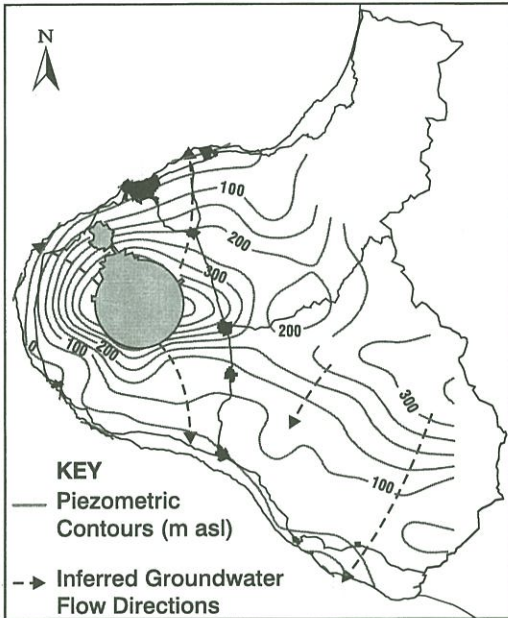 N
100
200
300
200
0
100
200
300
100
KEY
Piezometric
Contours (m asl)
Inferred Groundwater
Flow Directions